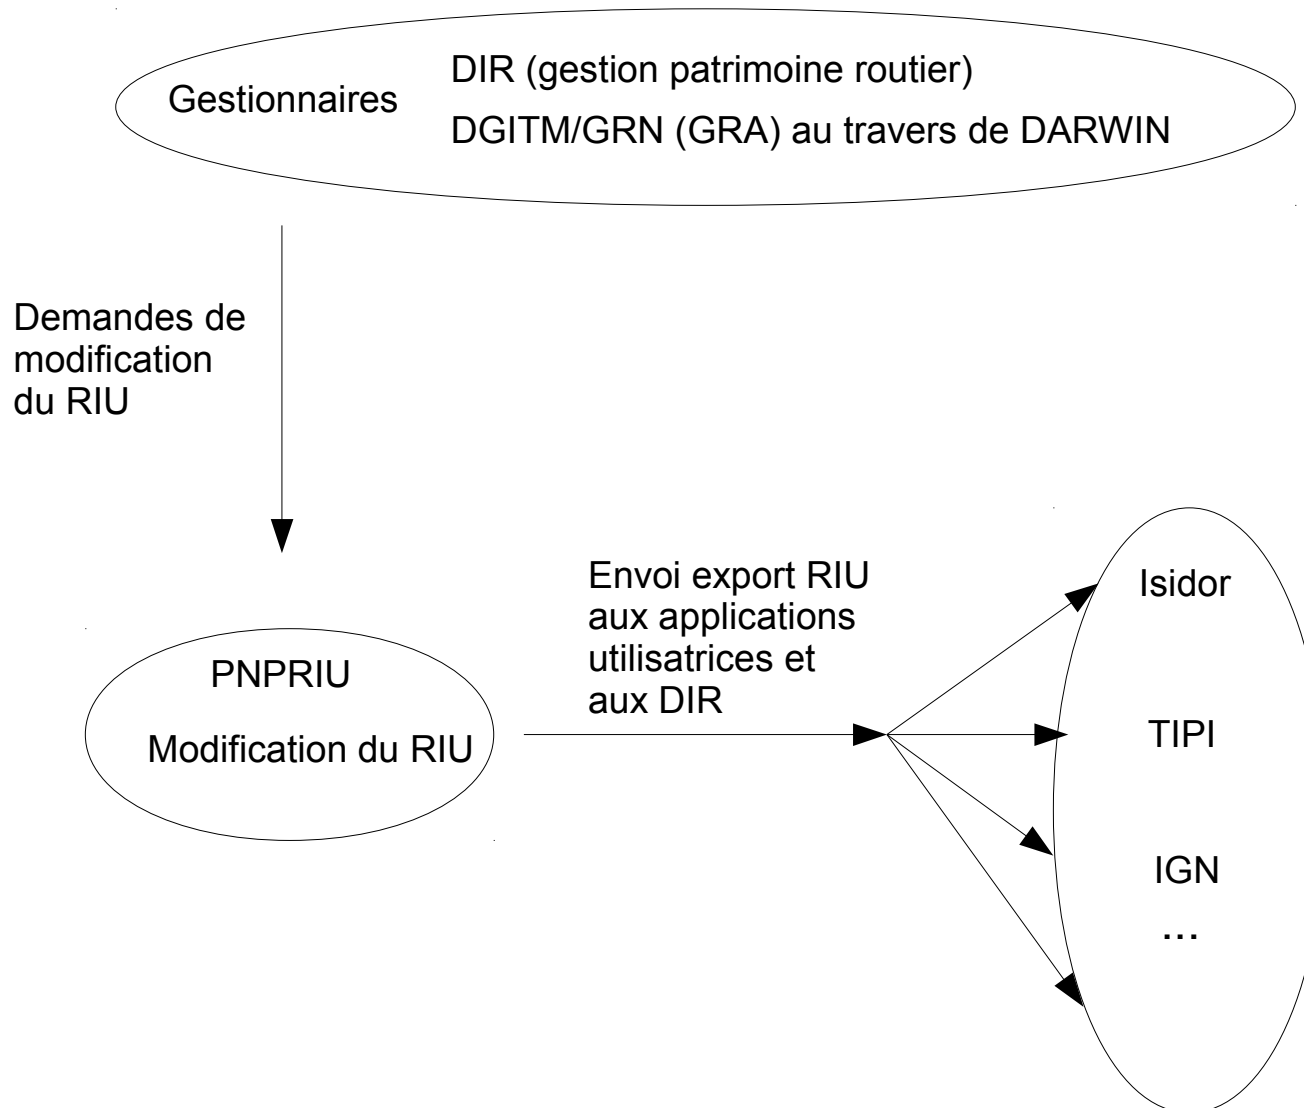 Gestionnaires
DIR (gestion patrimoine routier)
DGITM/GRN (GRA) au travers de DARWIN
Demandes de
modification
du RIU
PNPRIU
Modification du RIU
Envoi export RIU
aux applications
utilisatrices et
aux DIR
Isidor
TIPI
IGN
...